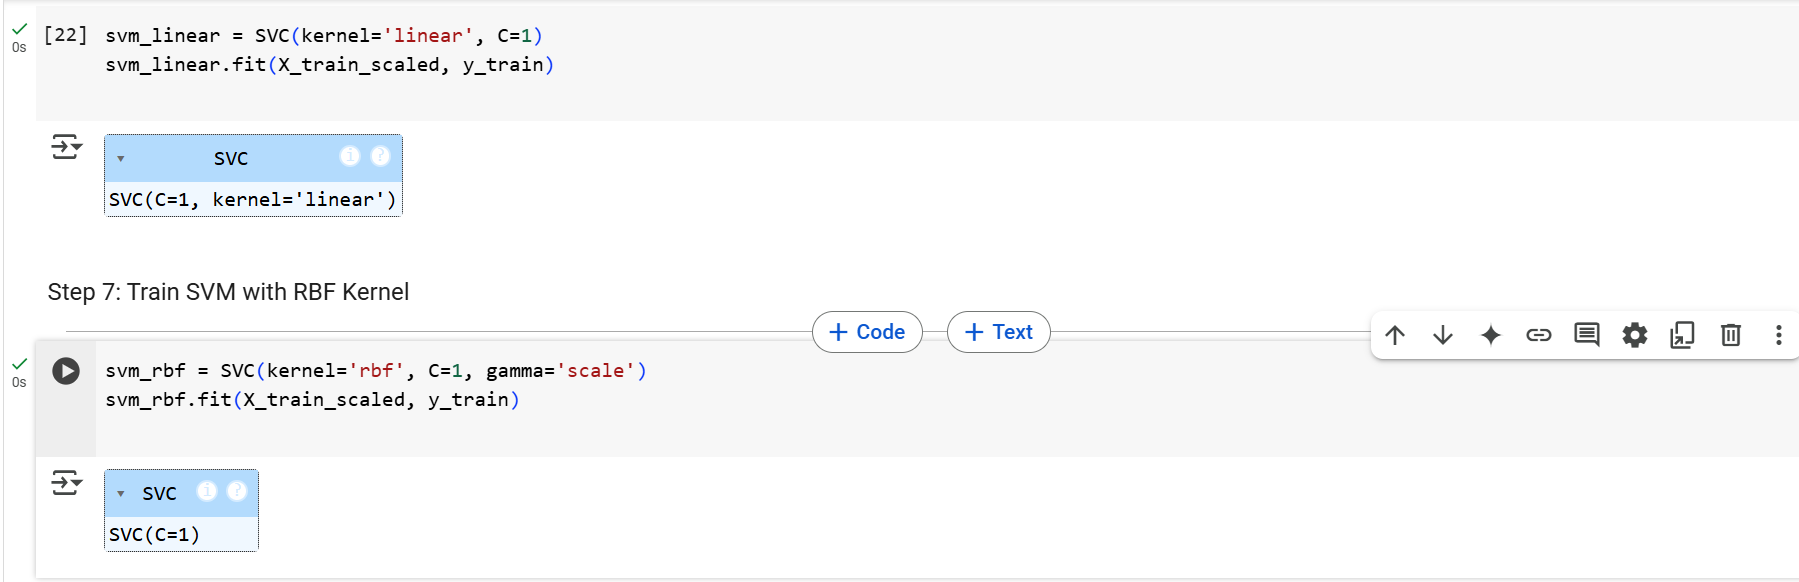 [22] svm_linear = SVC(kernel='linear', C=1)
0s
svm_linear.fit(X_train_scaled, y_train)
SVC i ?
SVC(C=1, kernel='linear')
Step 7: Train SVM with RBF Kernel
+ Code + Text
svm_rbf = SVC(kernel='rbf', C=1, gamma='scale')
0s
svm_rbf.fit(X_train_scaled, y_train)
SVC i ?
SVC(C=1)